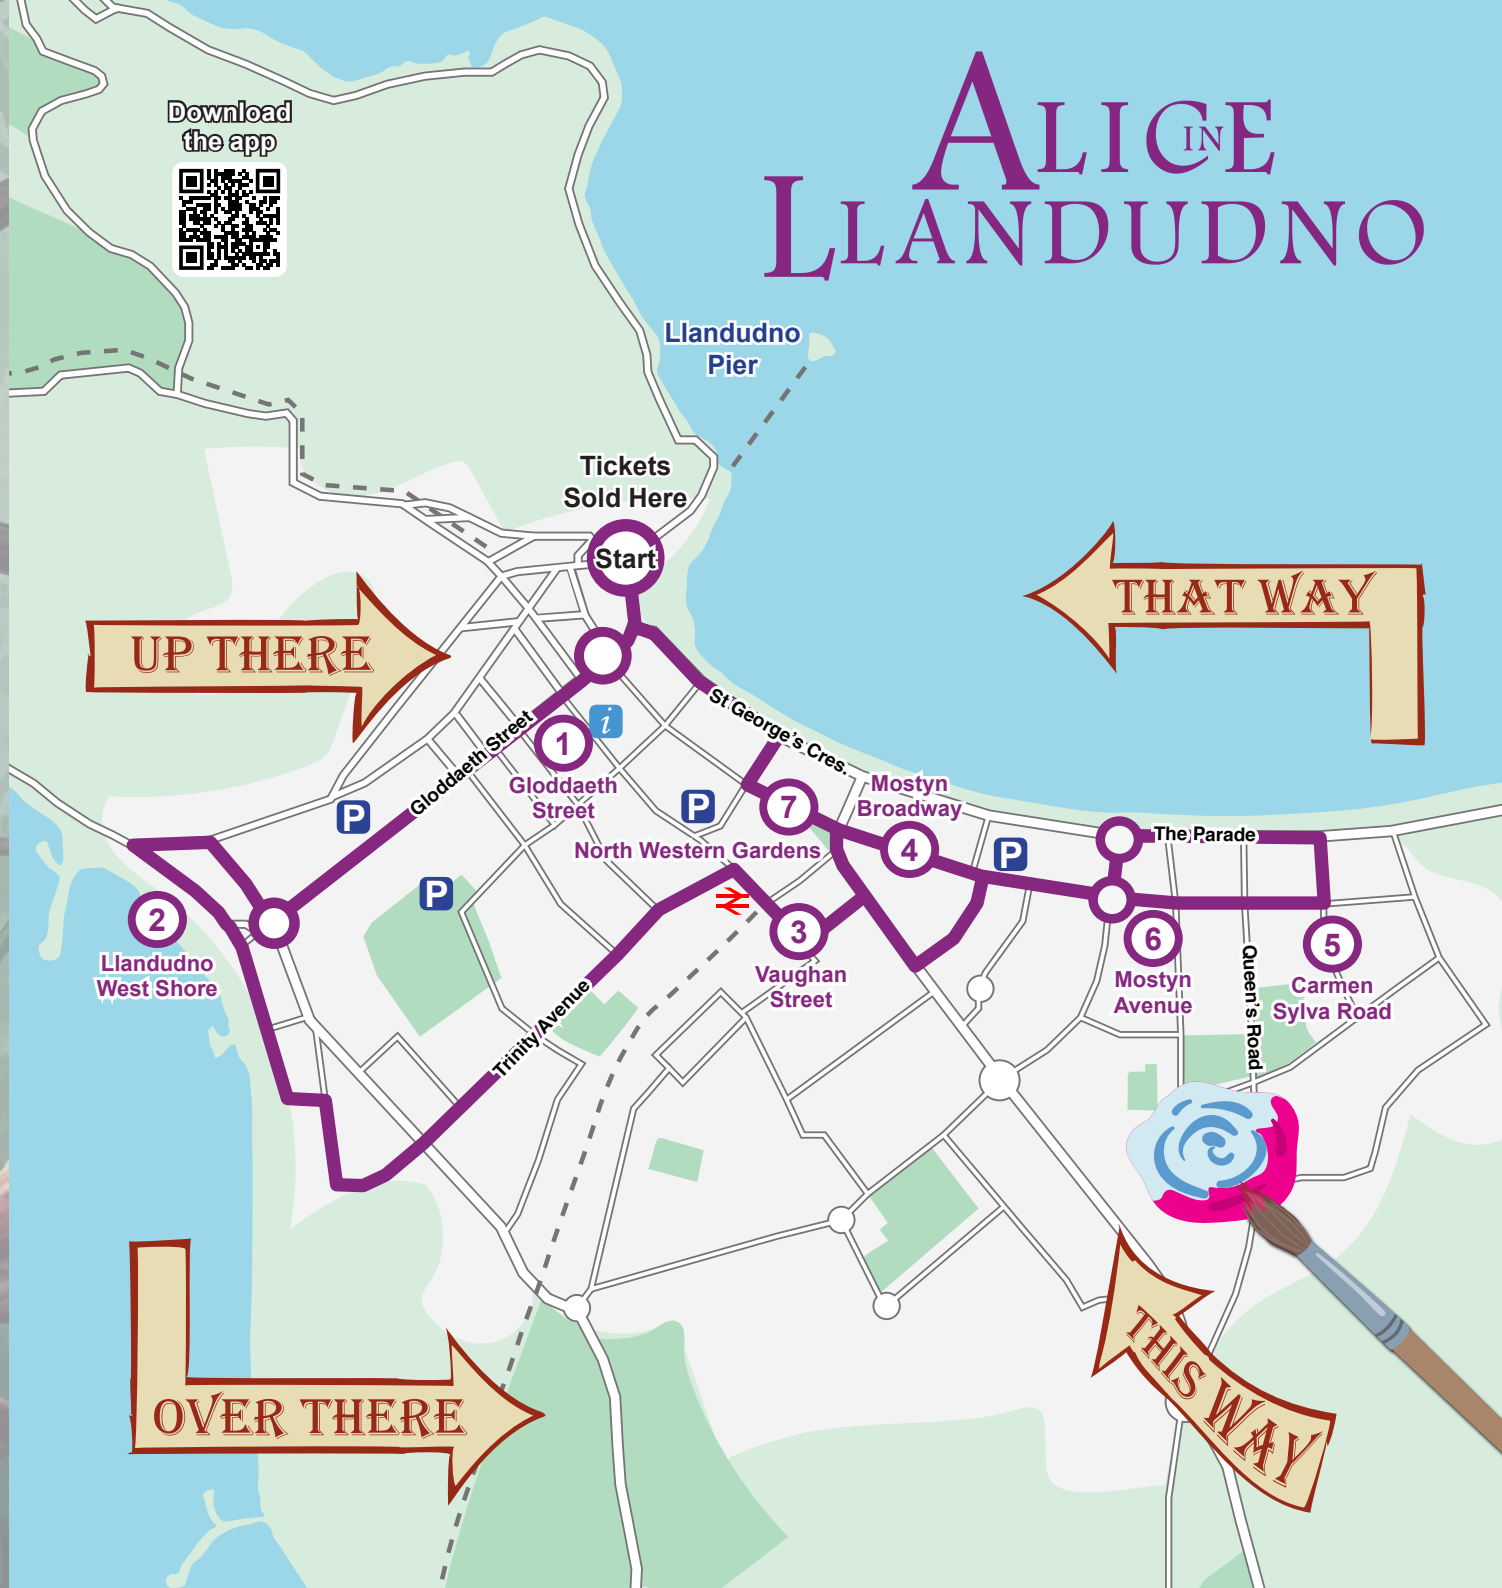 ALICE IN
LLANDUDNO
Download
the app
Llandudno
Pier
Tickets
Sold Here
Start
THAT WAY
UP THERE
St George's Cres.
Gloddaeth Street
i
1
Gloddaeth
Street
P
P
7
Mostyn
Broadway
4
North Western Gardens
P
The Parade
P
2
Llandudno
West Shore
3
Vaughan
Street
6
Mostyn
Avenue
Queen's Road
5
Carmen
Sylva Road
Trinity Avenue
OVER THERE
THIS WAY